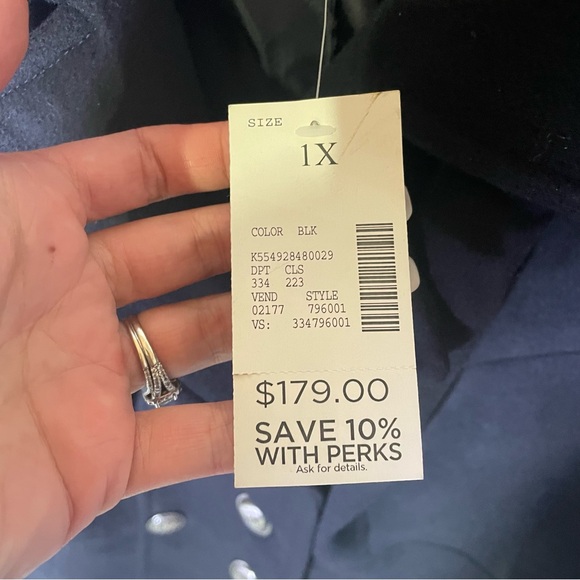 SIZE
1X
COLOR BLK
K554928480029
DPT CLS
334 223
VEND STYLE
02177 796001
VS: 334796001
$179.00
SAVE 10%
WITH PERKS
Ask for details.